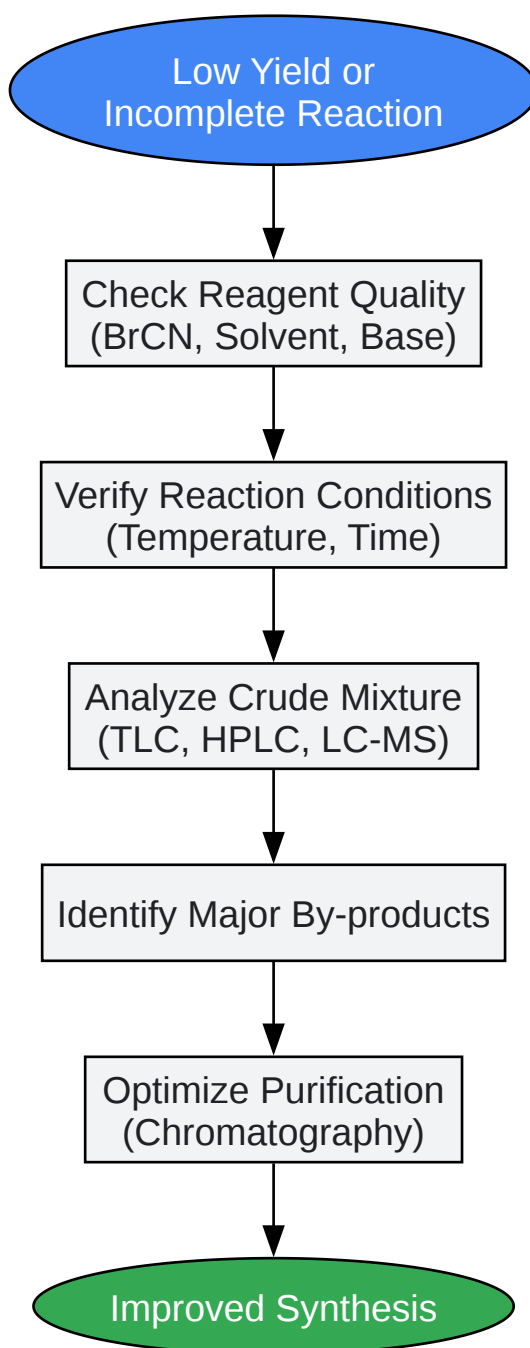 Low Yield or
Incomplete Reaction
Check Reagent Quality
(BrCN, Solvent, Base)
Verify Reaction Conditions
(Temperature, Time)
Analyze Crude Mixture
(TLC, HPLC, LC-MS)
Identify Major By-products
Optimize Purification
(Chromatography)
Improved Synthesis